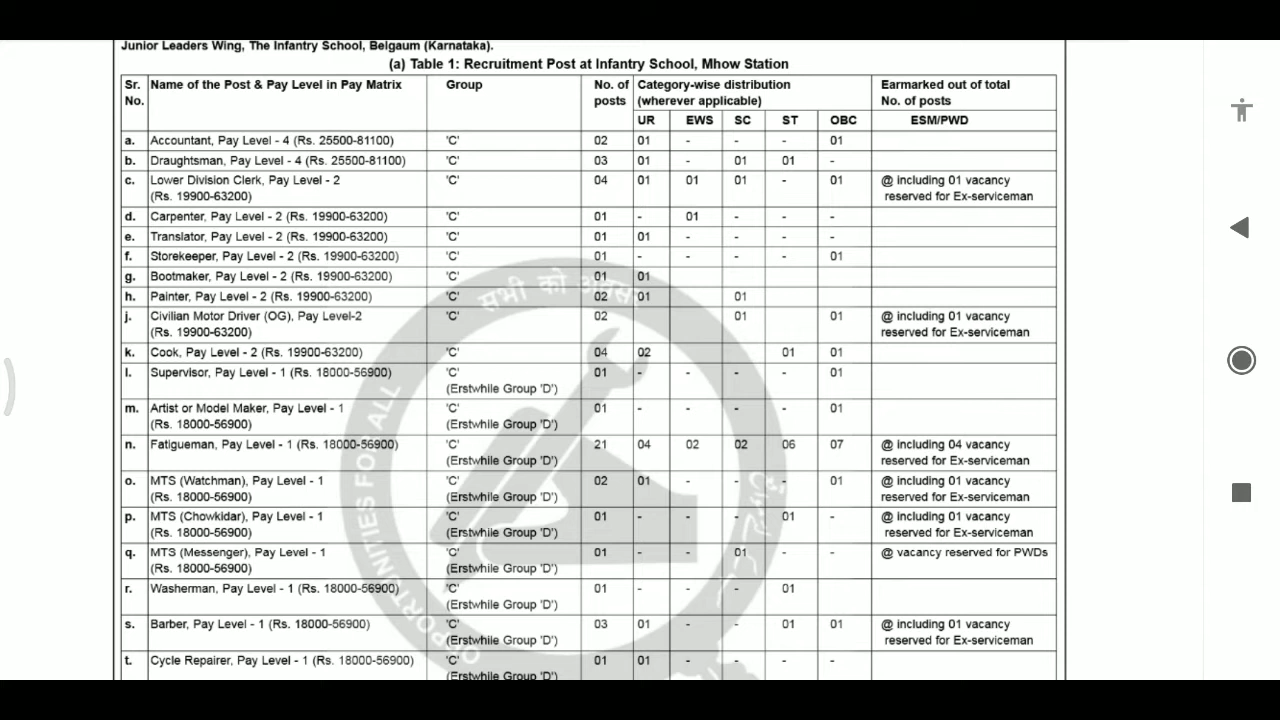 Junior Leaders Wing, The Infantry School, Belgaum (Karnataka).
(a) Table 1: Recruitment Post at Infantry School, Mhow Station
Sr. No. Name of the Post & Pay Level in Pay Matrix Group No. of posts Category-wise distribution (wherever applicable) Earmarked out of total No. of posts
UR EWS SC ST OBC ESM/PWD
a. Accountant, Pay Level - 4 (Rs. 25500-81100) 'C' 02 01 - - - 01
b. Draughtsman, Pay Level - 4 (Rs. 25500-81100) 'C' 03 01 - 01 01 -
c. Lower Division Clerk, Pay Level - 2 'C' 04 01 01 01 - 01 @ including 01 vacancy
(Rs. 19900-63200) reserved for Ex-serviceman
d. Carpenter, Pay Level - 2 (Rs. 19900-63200) 'C' 01 - 01 - - -
e. Translator, Pay Level - 2 (Rs. 19900-63200) 'C' 01 01 - - - -
f. Storekeeper, Pay Level - 2 (Rs. 19900-63200) 'C' 01 - - - - 01
g. Bootmaker, Pay Level - 2 (Rs. 19900-63200) 'C' 01 01
h. Painter, Pay Level - 2 (Rs. 19900-63200) 'C' 02 01 01
j. Civilian Motor Driver (OG), Pay Level-2 'C' 02 01 01 @ including 01 vacancy
(Rs. 19900-63200) reserved for Ex-serviceman
k. Cook, Pay Level - 2 (Rs. 19900-63200) 'C' 04 02 01 01
l. Supervisor, Pay Level - 1 (Rs. 18000-56900) 'C' 01 - - - - 01
(Erstwhile Group 'D')
m. Artist or Model Maker, Pay Level - 1 'C' 01 - - - - 01
(Rs. 18000-56900) (Erstwhile Group 'D')
n. Fatigueman, Pay Level - 1 (Rs. 18000-56900) 'C' 21 04 02 02 06 07 @ including 04 vacancy
(Erstwhile Group 'D') reserved for Ex-serviceman
o. MTS (Watchman), Pay Level - 1 'C' 02 01 - - - 01 @ including 01 vacancy
(Rs. 18000-56900) (Erstwhile Group 'D') reserved for Ex-serviceman
p. MTS (Chowkidar), Pay Level - 1 'C' 01 - - - 01 - @ including 01 vacancy
(Rs. 18000-56900) (Erstwhile Group 'D') reserved for Ex-serviceman
q. MTS (Messenger), Pay Level - 1 'C' 01 - - 01 - - @ vacancy reserved for PWDs
(Rs. 18000-56900) (Erstwhile Group 'D')
r. Washerman, Pay Level - 1 (Rs. 18000-56900) 'C' 01 - - - 01
(Erstwhile Group 'D')
s. Barber, Pay Level - 1 (Rs. 18000-56900) 'C' 03 01 - - 01 01 @ including 01 vacancy
(Erstwhile Group 'D') reserved for Ex-serviceman
t. Cycle Repairer, Pay Level - 1 (Rs. 18000-56900) 'C' 01 01 - - - -
(Erstwhile Group 'D')
सभी को
OPPORTUNITIES FOR ALL